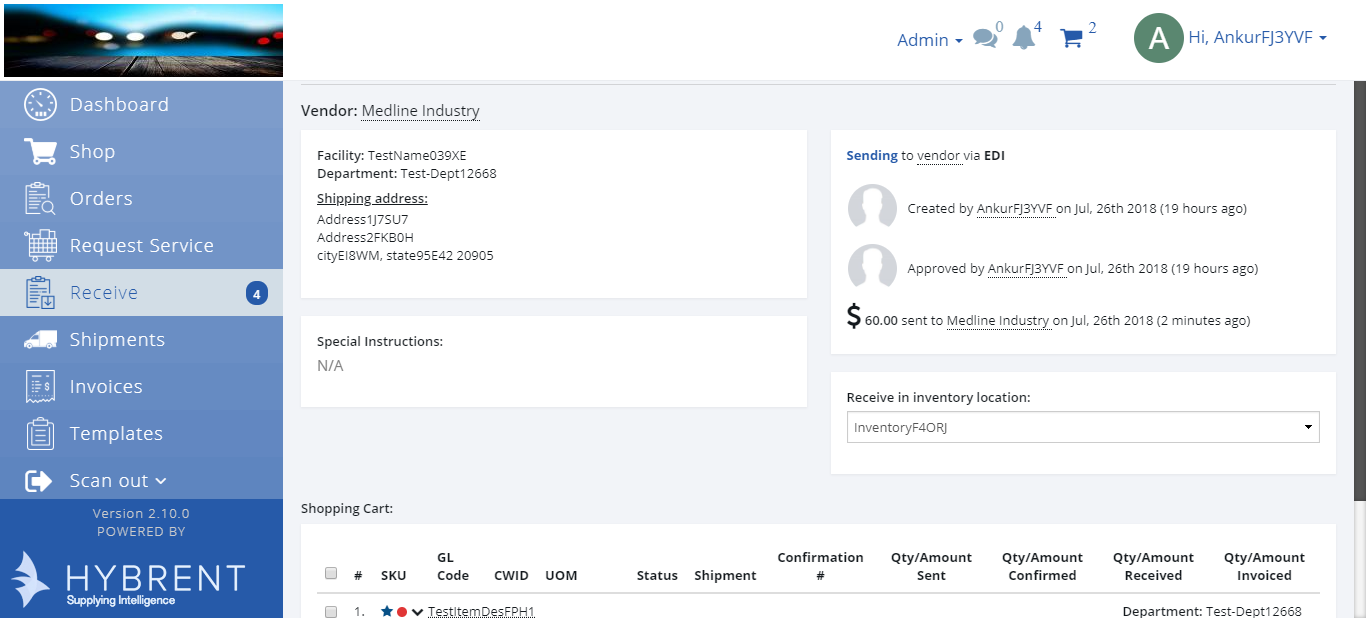 Admin
0
4
2
A
Hi, AnkurFJ3YVF
Dashboard
Shop
Orders
Request Service
Receive
4
Shipments
Invoices
Templates
Scan out
Version 2.10.0
POWERED BY
HYBRENT
Supplying Intelligence
Vendor: Medline Industry
Facility: TestName039XE
Department: Test-Dept12668
Shipping address:
Address1J7SU7
Address2FKB0H
cityEI8WM, state95E42 20905
Special Instructions:
N/A
Sending to vendor via EDI
Created by AnkurFJ3YVF on Jul, 26th 2018 (19 hours ago)
Approved by AnkurFJ3YVF on Jul, 26th 2018 (19 hours ago)
$ 60.00 sent to Medline Industry on Jul, 26th 2018 (2 minutes ago)
Receive in inventory location:
InventoryF4ORJ
Shopping Cart:
# SKU GL Code CWID UOM Status Shipment Confirmation # Qty/Amount Sent Qty/Amount Confirmed Qty/Amount Received Qty/Amount Invoiced
1. TestItemDesFPH1 Department: Test-Dept12668